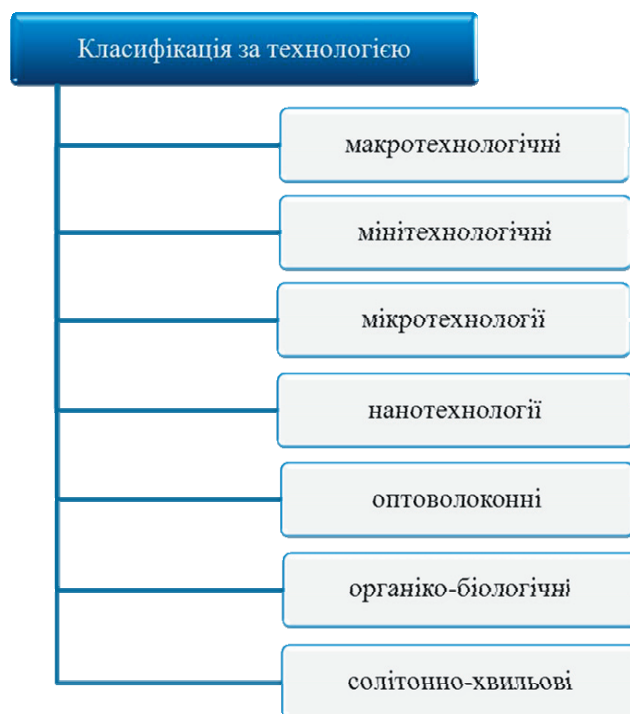 Класифікація за технологією
макротехнологічні
мінітехнологічні
мікротехнології
нанотехнології
оптоволоконні
органіко-біологічні
солітонно-хвильові